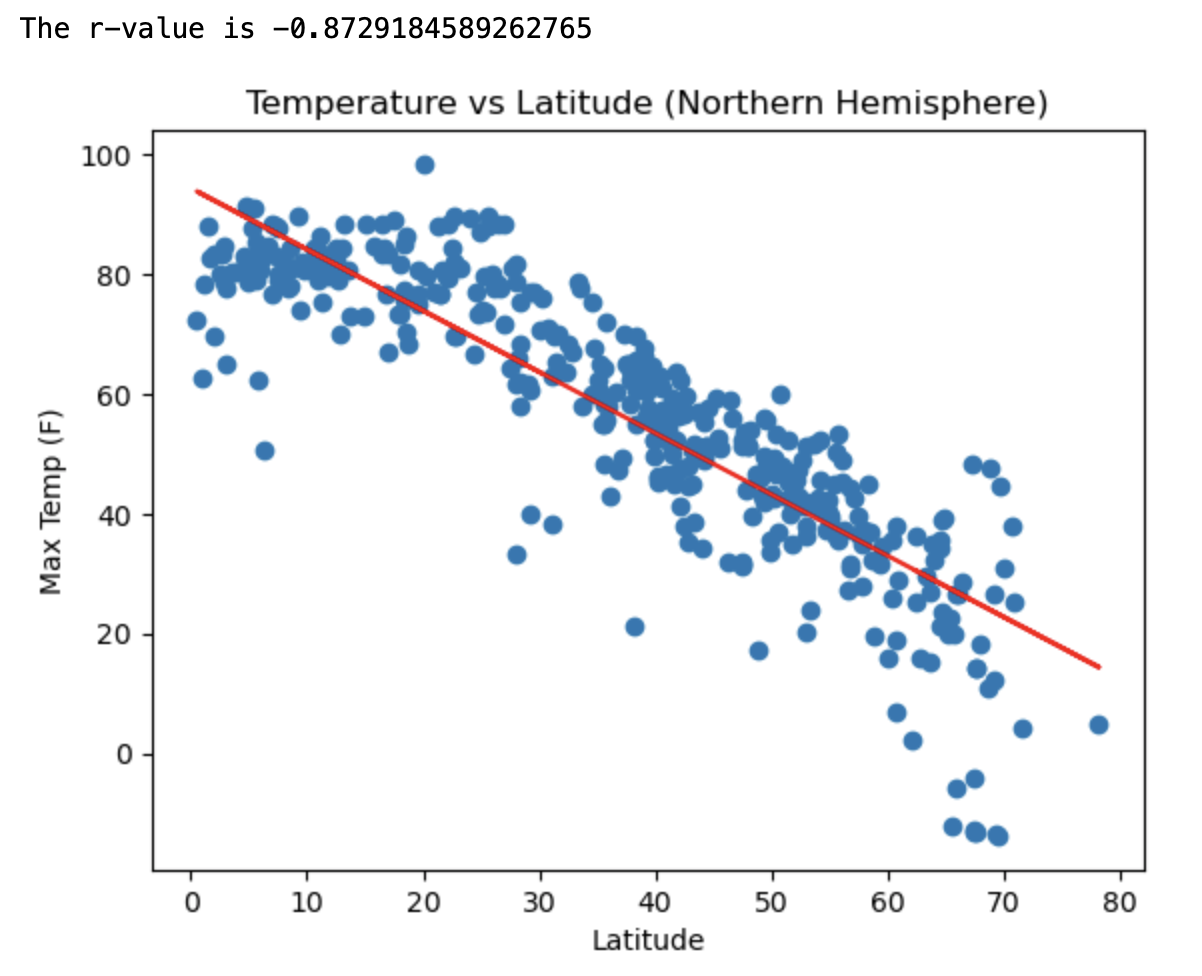 The r-value is -0.8729184589262765
Temperature vs Latitude (Northern Hemisphere)
100
80
60
40
20
0
Max Temp (F)
0 10 20 30 40 50 60 70 80
Latitude